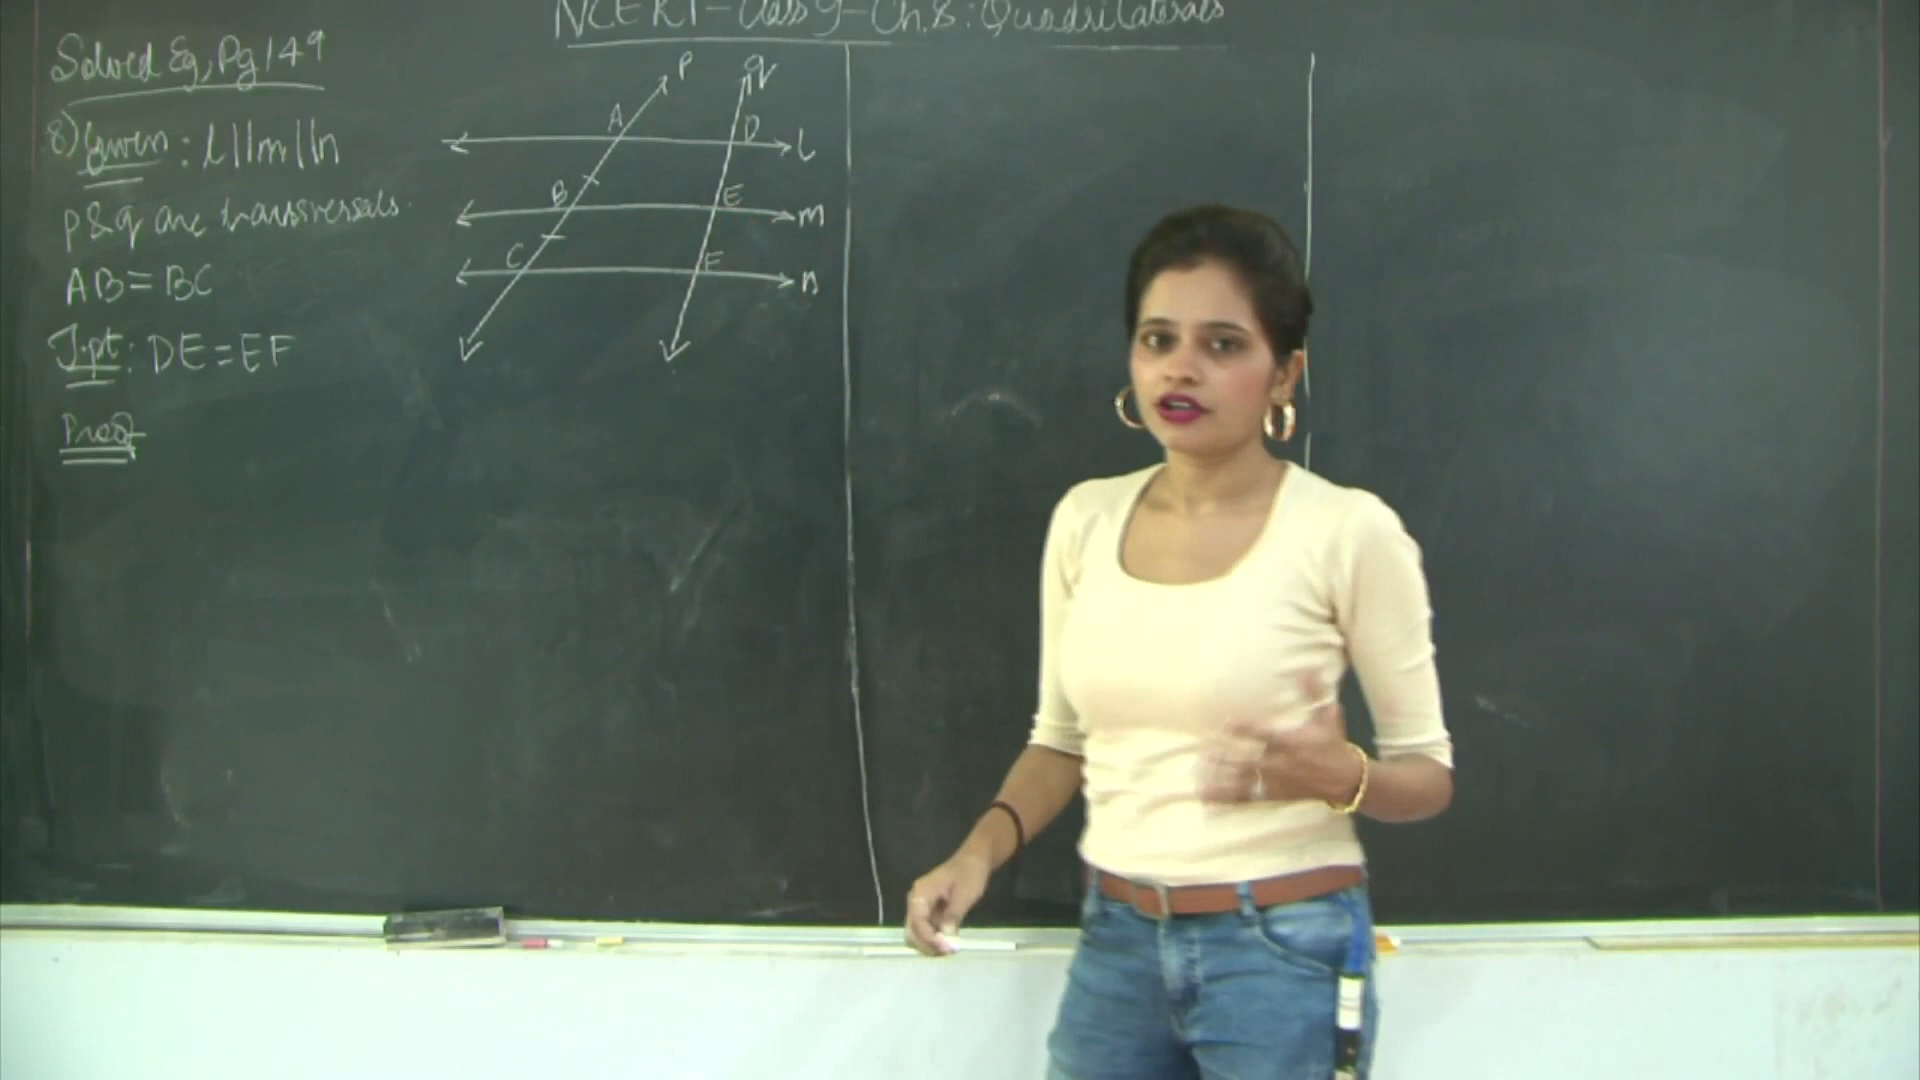 NCERT-Class 9-Ch.8: Quadrilaterals
Solved Eg, Pg 149
8) Given: l||m||n
p & q are transversals.
AB = BC
T.pt: DE = EF
Proof
P
q
A
D
l
B
E
m
C
F
n